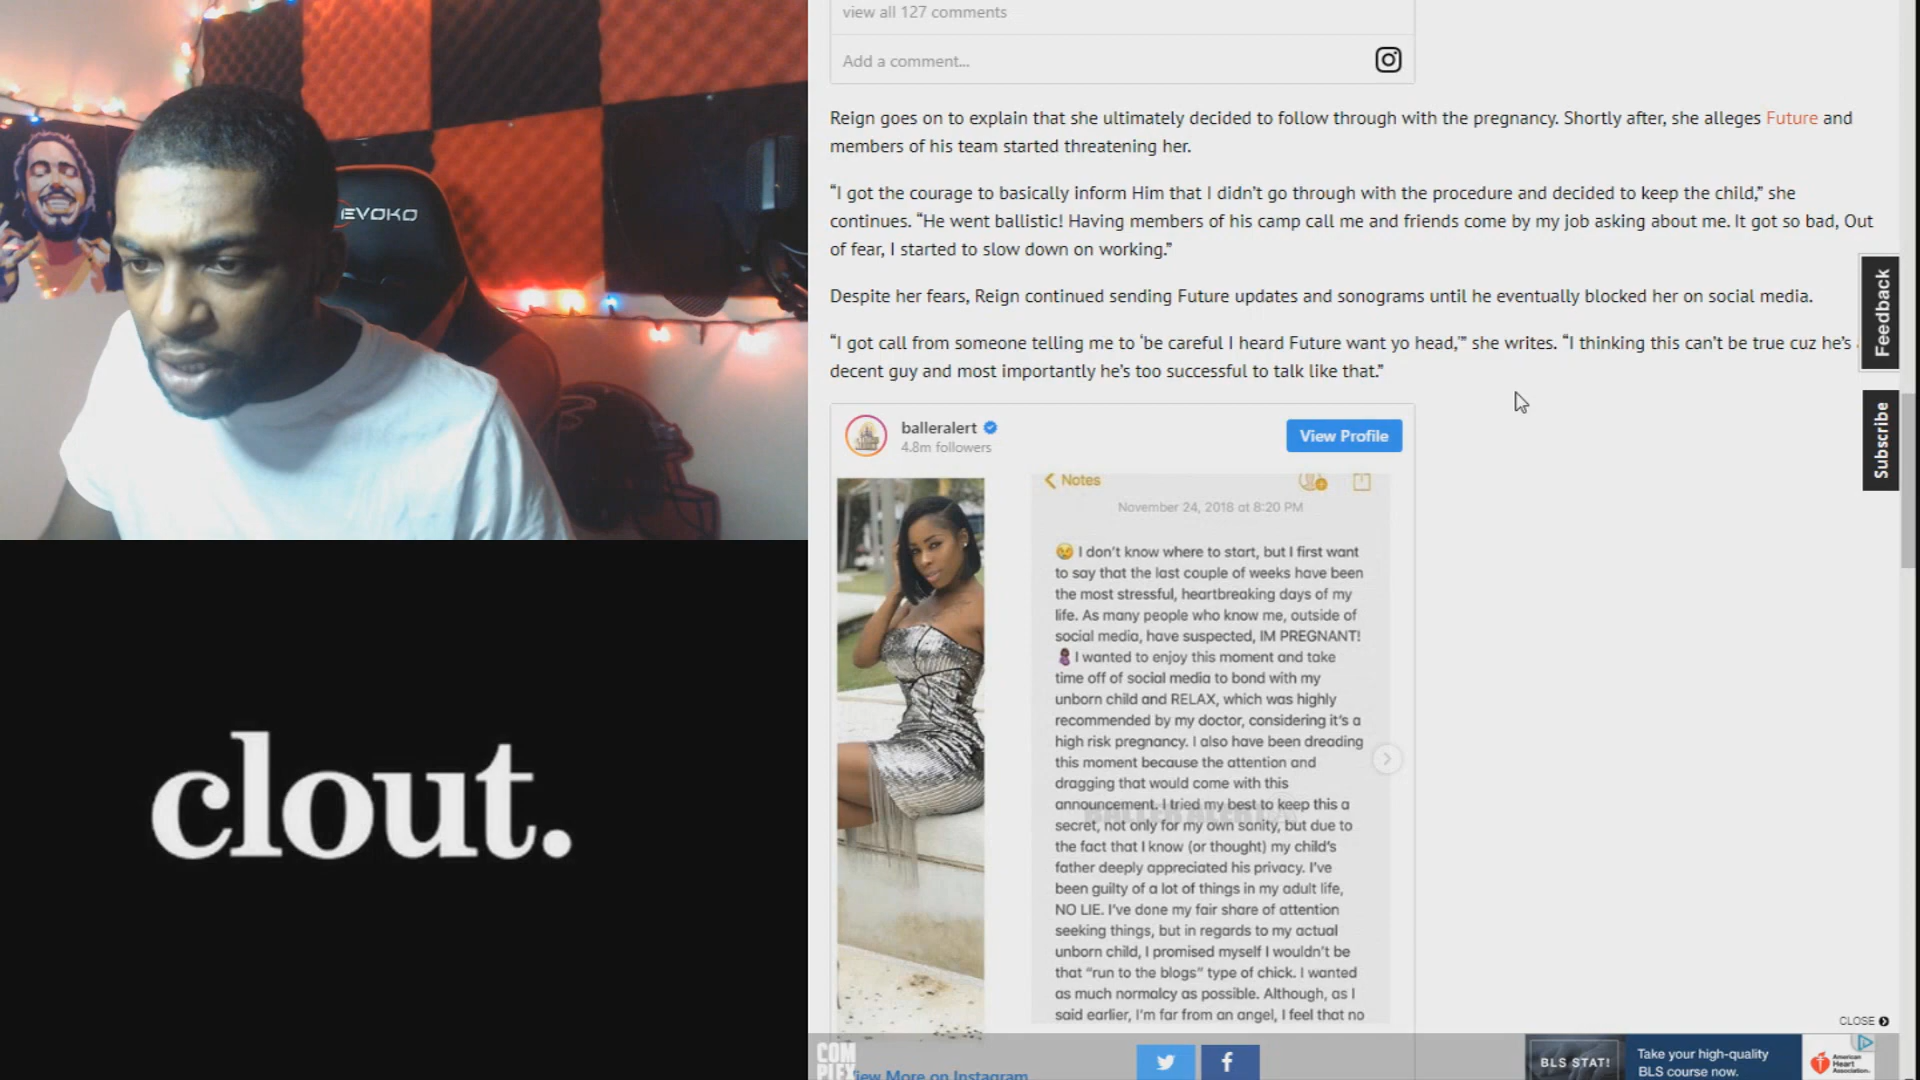 EVOKO
clout.
view all 127 comments
Add a comment...
Reign goes on to explain that she ultimately decided to follow through with the pregnancy. Shortly after, she alleges Future and
members of his team started threatening her.
“I got the courage to basically inform Him that I didn’t go through with the procedure and decided to keep the child,” she
continues. “He went ballistic! Having members of his camp call me and friends come by my job asking about me. It got so bad, Out
of fear, I started to slow down on working.”
Despite her fears, Reign continued sending Future updates and sonograms until he eventually blocked her on social media.
“I got call from someone telling me to ‘be careful I heard Future want yo head,’” she writes. “I thinking this can’t be true cuz he’s
decent guy and most importantly he’s too successful to talk like that.”
Feedback
Subscribe
balleralert
4.8m followers
View Profile
Notes
November 24, 2018 at 8:20 PM
I don't know where to start, but I first want
to say that the last couple of weeks have been
the most stressful, heartbreaking days of my
life. As many people who know me, outside of
social media, have suspected, IM PREGNANT!
I wanted to enjoy this moment and take
time off of social media to bond with my
unborn child and RELAX, which was highly
recommended by my doctor, considering it's a
high risk pregnancy. I also have been dreading
this moment because the attention and
dragging that would come with this
announcement. I tried my best to keep this a
secret, not only for my own sanity, but due to
the fact that I know (or thought) my child's
father deeply appreciated his privacy. I've
been guilty of a lot of things in my adult life,
NO LIE. I've done my fair share of attention
seeking things, but in regards to my actual
unborn child, I promised myself I wouldn't be
that “run to the blogs” type of chick. I wanted
as much normalcy as possible. Although, as I
said earlier, I'm far from an angel, I feel that no
BALLER ALERT
CLOSE
COM
PLEX
View More on Instagram
BLS STAT!
Take your high-quality
BLS course now.
American
Heart
Association.